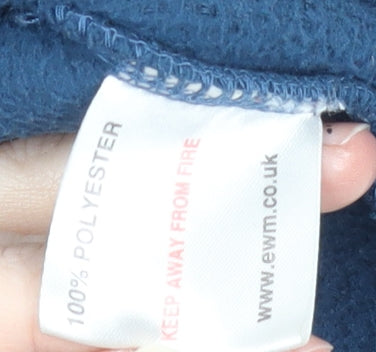 100% POLYESTER
KEEP AWAY FROM FIRE
www.ewm.co.uk